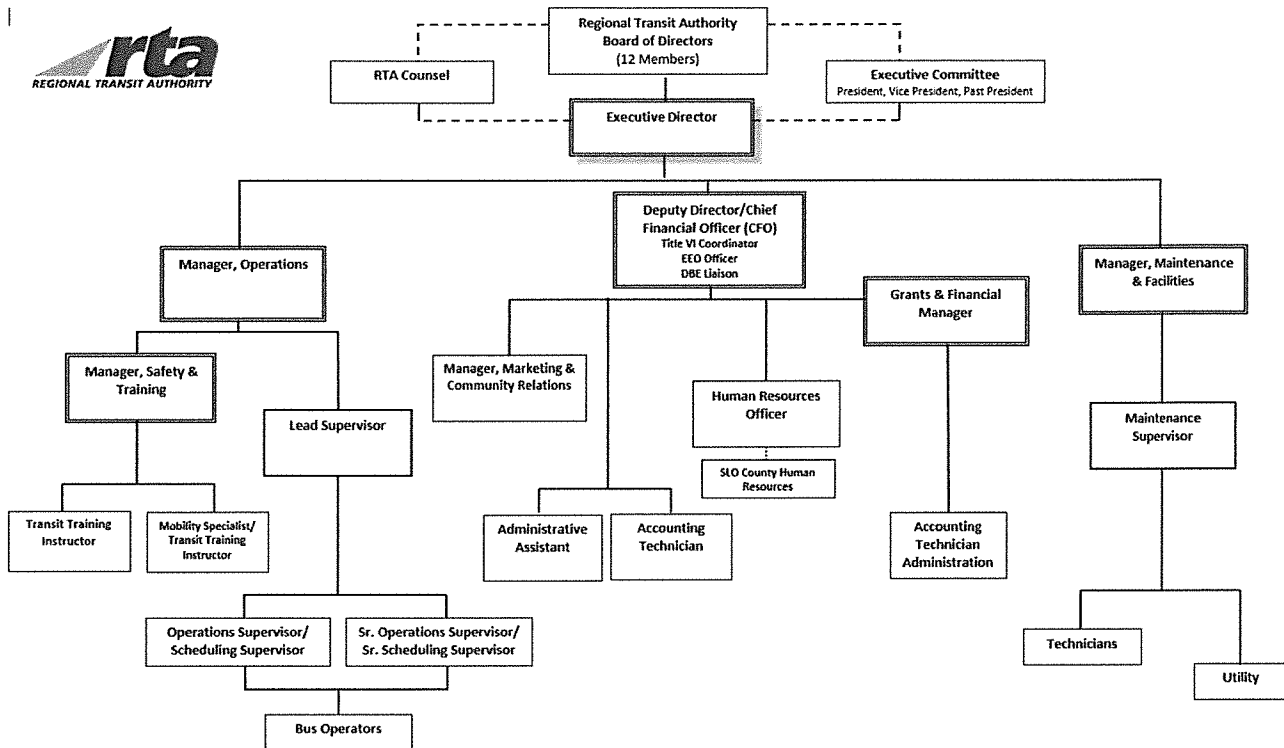 rta
REGIONAL TRANSIT AUTHORITY
Regional Transit Authority
Board of Directors
(12 Members)
RTA Counsel
Executive Committee
President, Vice President, Past President
Executive Director
Manager, Operations
Deputy Director/Chief
Financial Officer (CFO)
Title VI Coordinator
EEO Officer
DBE Liaison
Manager, Maintenance
& Facilities
Grants & Financial
Manager
Manager, Safety &
Training
Manager, Marketing &
Community Relations
Human Resources
Officer
Lead Supervisor
Maintenance
Supervisor
SLO County Human
Resources
Transit Training
Instructor
Mobility Specialist/
Transit Training
Instructor
Administrative
Assistant
Accounting
Technician
Accounting
Technician
Administration
Operations Supervisor/
Scheduling Supervisor
Sr. Operations Supervisor/
Sr. Scheduling Supervisor
Technicians
Utility
Bus Operators